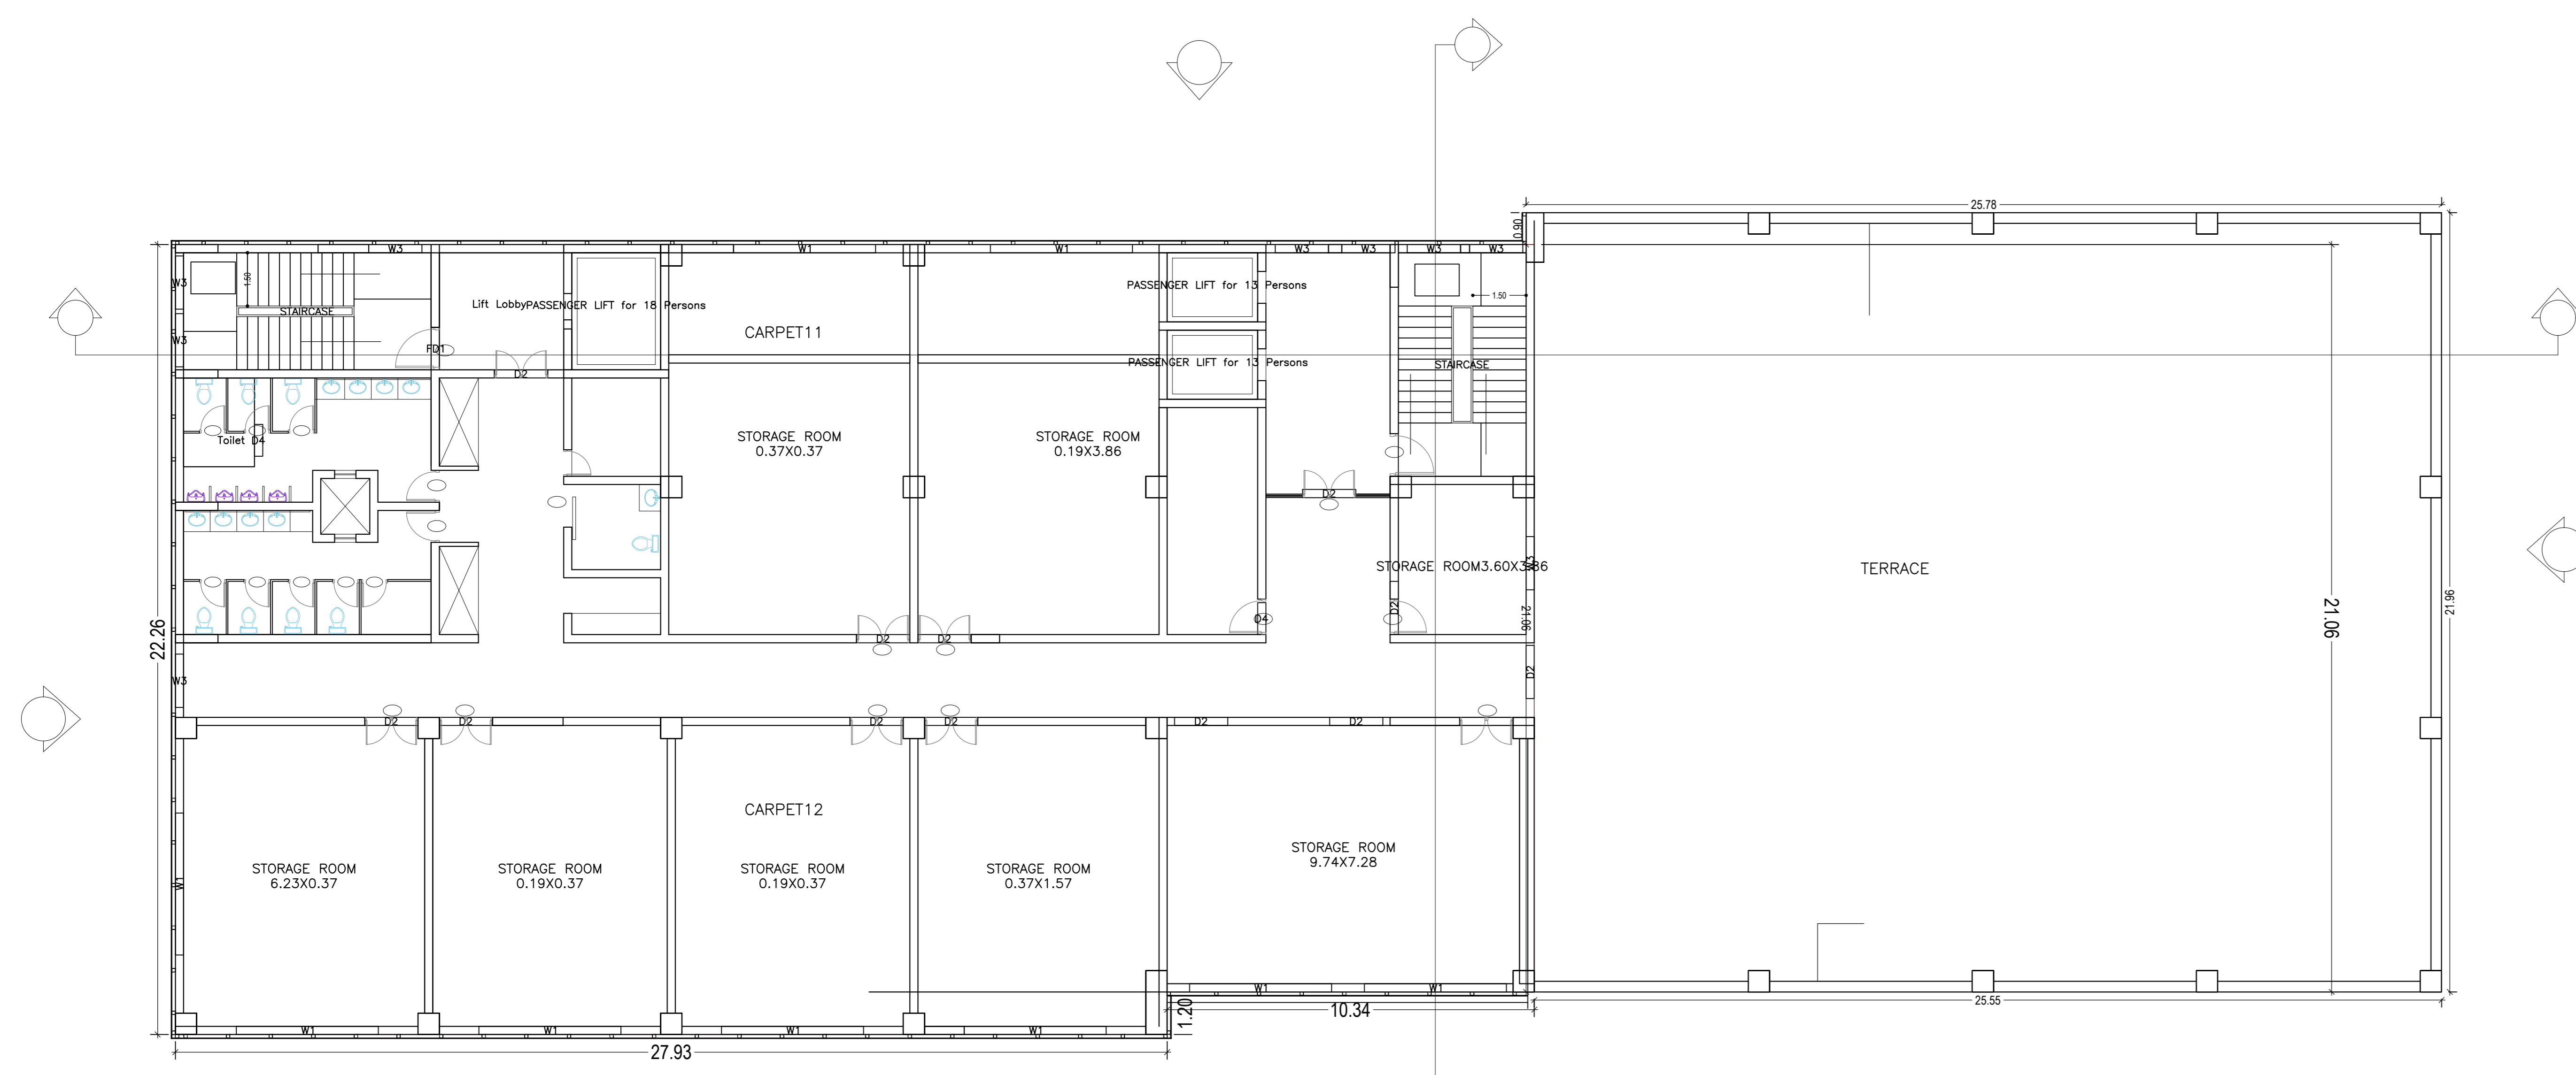 25.78
0.90
W3
W1
W1
W3
W3
W3
W3
W3
1.50
PASSENGER LIFT for 13 Persons
1.50
Lift Lobby
PASSENGER LIFT for 18 Persons
STAIRCASE
CARPET11
W3
FD1
PASSENGER LIFT for 13 Persons
STAIRCASE
D2
Toilet
D4
STORAGE ROOM
0.37X0.37
STORAGE ROOM
0.19X3.86
D2
STORAGE ROOM3.60X3.86
W3
TERRACE
D2
D4
21.06
21.06
21.96
22.26
D2
D2
W3
D2
D2
D2
D2
D2
D2
D2
CARPET12
STORAGE ROOM
9.74X7.28
STORAGE ROOM
6.23X0.37
STORAGE ROOM
0.19X0.37
STORAGE ROOM
0.19X0.37
STORAGE ROOM
0.37X1.57
W1
W1
W1
25.55
10.34
1.20
W1
W1
W1
W1
27.93